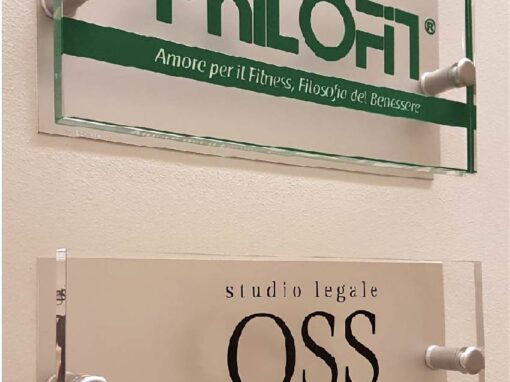 PHILOFIT®
Amore per il Fitness, Filosofia del Benessere
studio legale
OSS